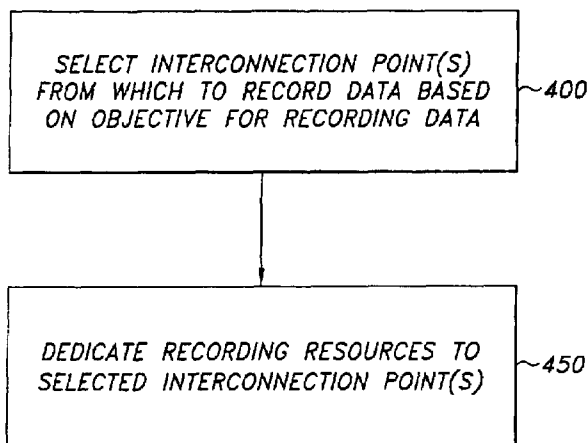 SELECT INTERCONNECTION POINT(S)
FROM WHICH TO RECORD DATA BASED
ON OBJECTIVE FOR RECORDING DATA
400
DEDICATE RECORDING RESOURCES TO
SELECTED INTERCONNECTION POINT(S)
450